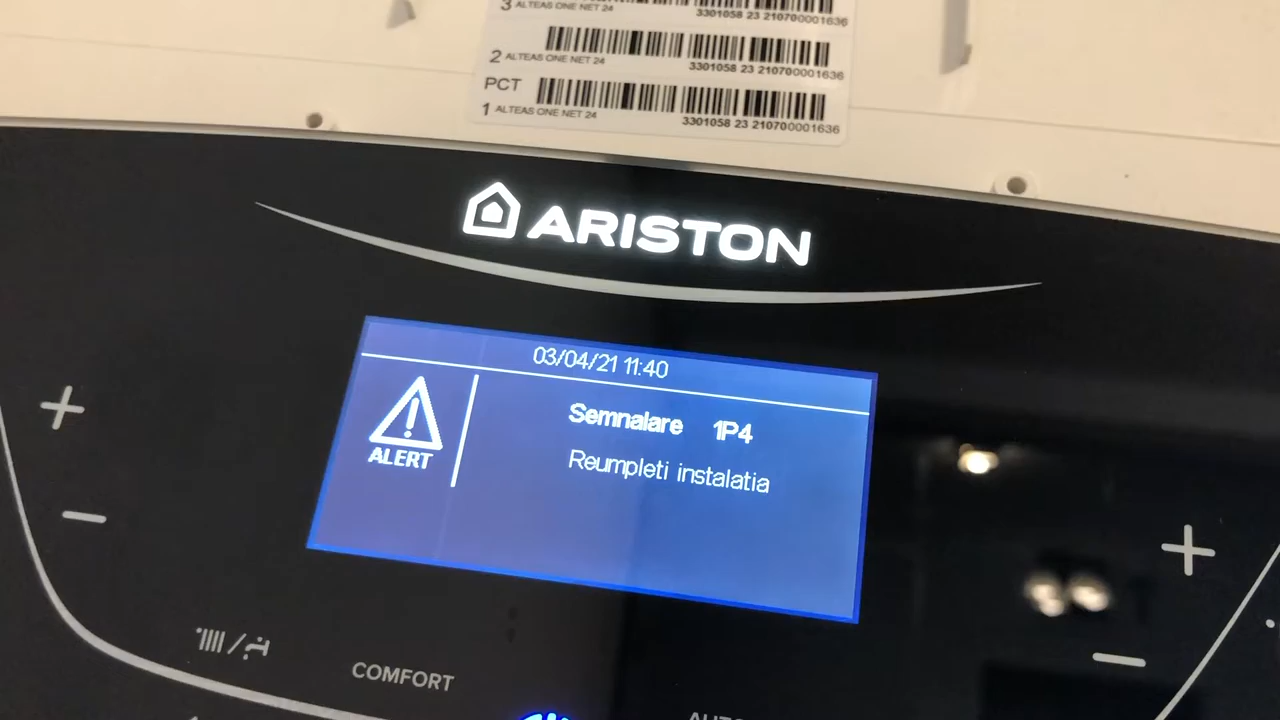 3 ALTEAS ONE NET 24
3301058 23 210700001636
2 ALTEAS ONE NET 24
3301058 23 210700001636
PCT
1 ALTEAS ONE NET 24
3301058 23 210700001636
ARISTON
03/04/21 11:40
Semnalare 1P4
ALERT
Reumpleti instalatia
COMFORT